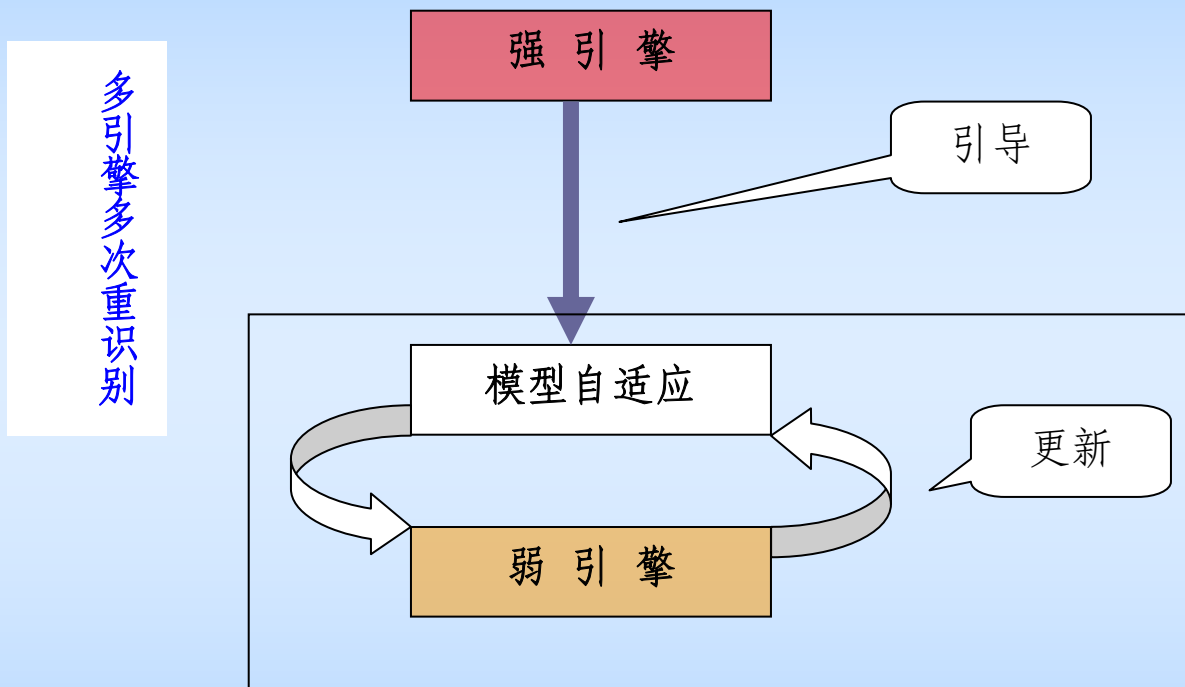 多引擎多次重识别
强 引 擎
引导
模型自适应
更新
弱 引 擎